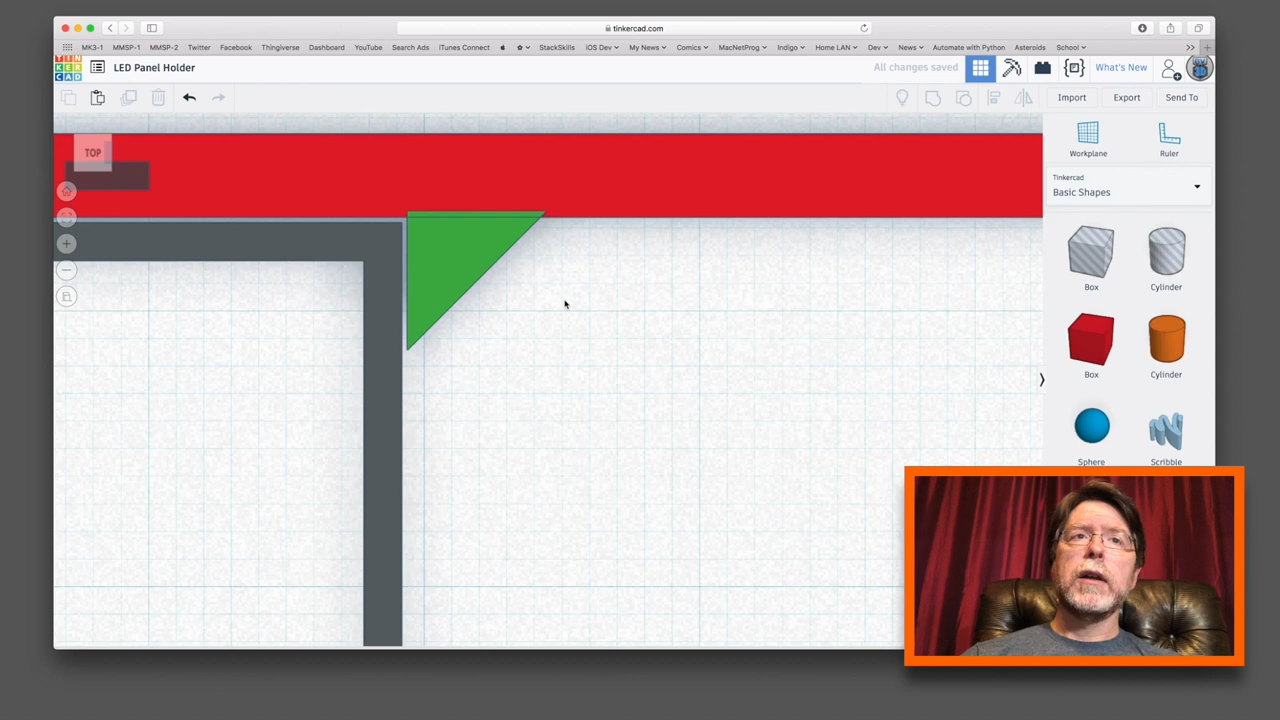 tinkercad.com
MK3-1 MMSP-1 MMSP-2 Twitter Facebook Thingiverse Dashboard YouTube Search Ads iTunes Connect StackSkills iOS Dev My News Comics MacNetProg Indigo Home LAN Dev News Automate with Python Asteroids School
TIN
KER
CAD
LED Panel Holder
All changes saved
What's New
Import Export Send To
TOP
Workplane Ruler
Tinkercad
Basic Shapes
Box Cylinder
Box Cylinder
Sphere Scribble